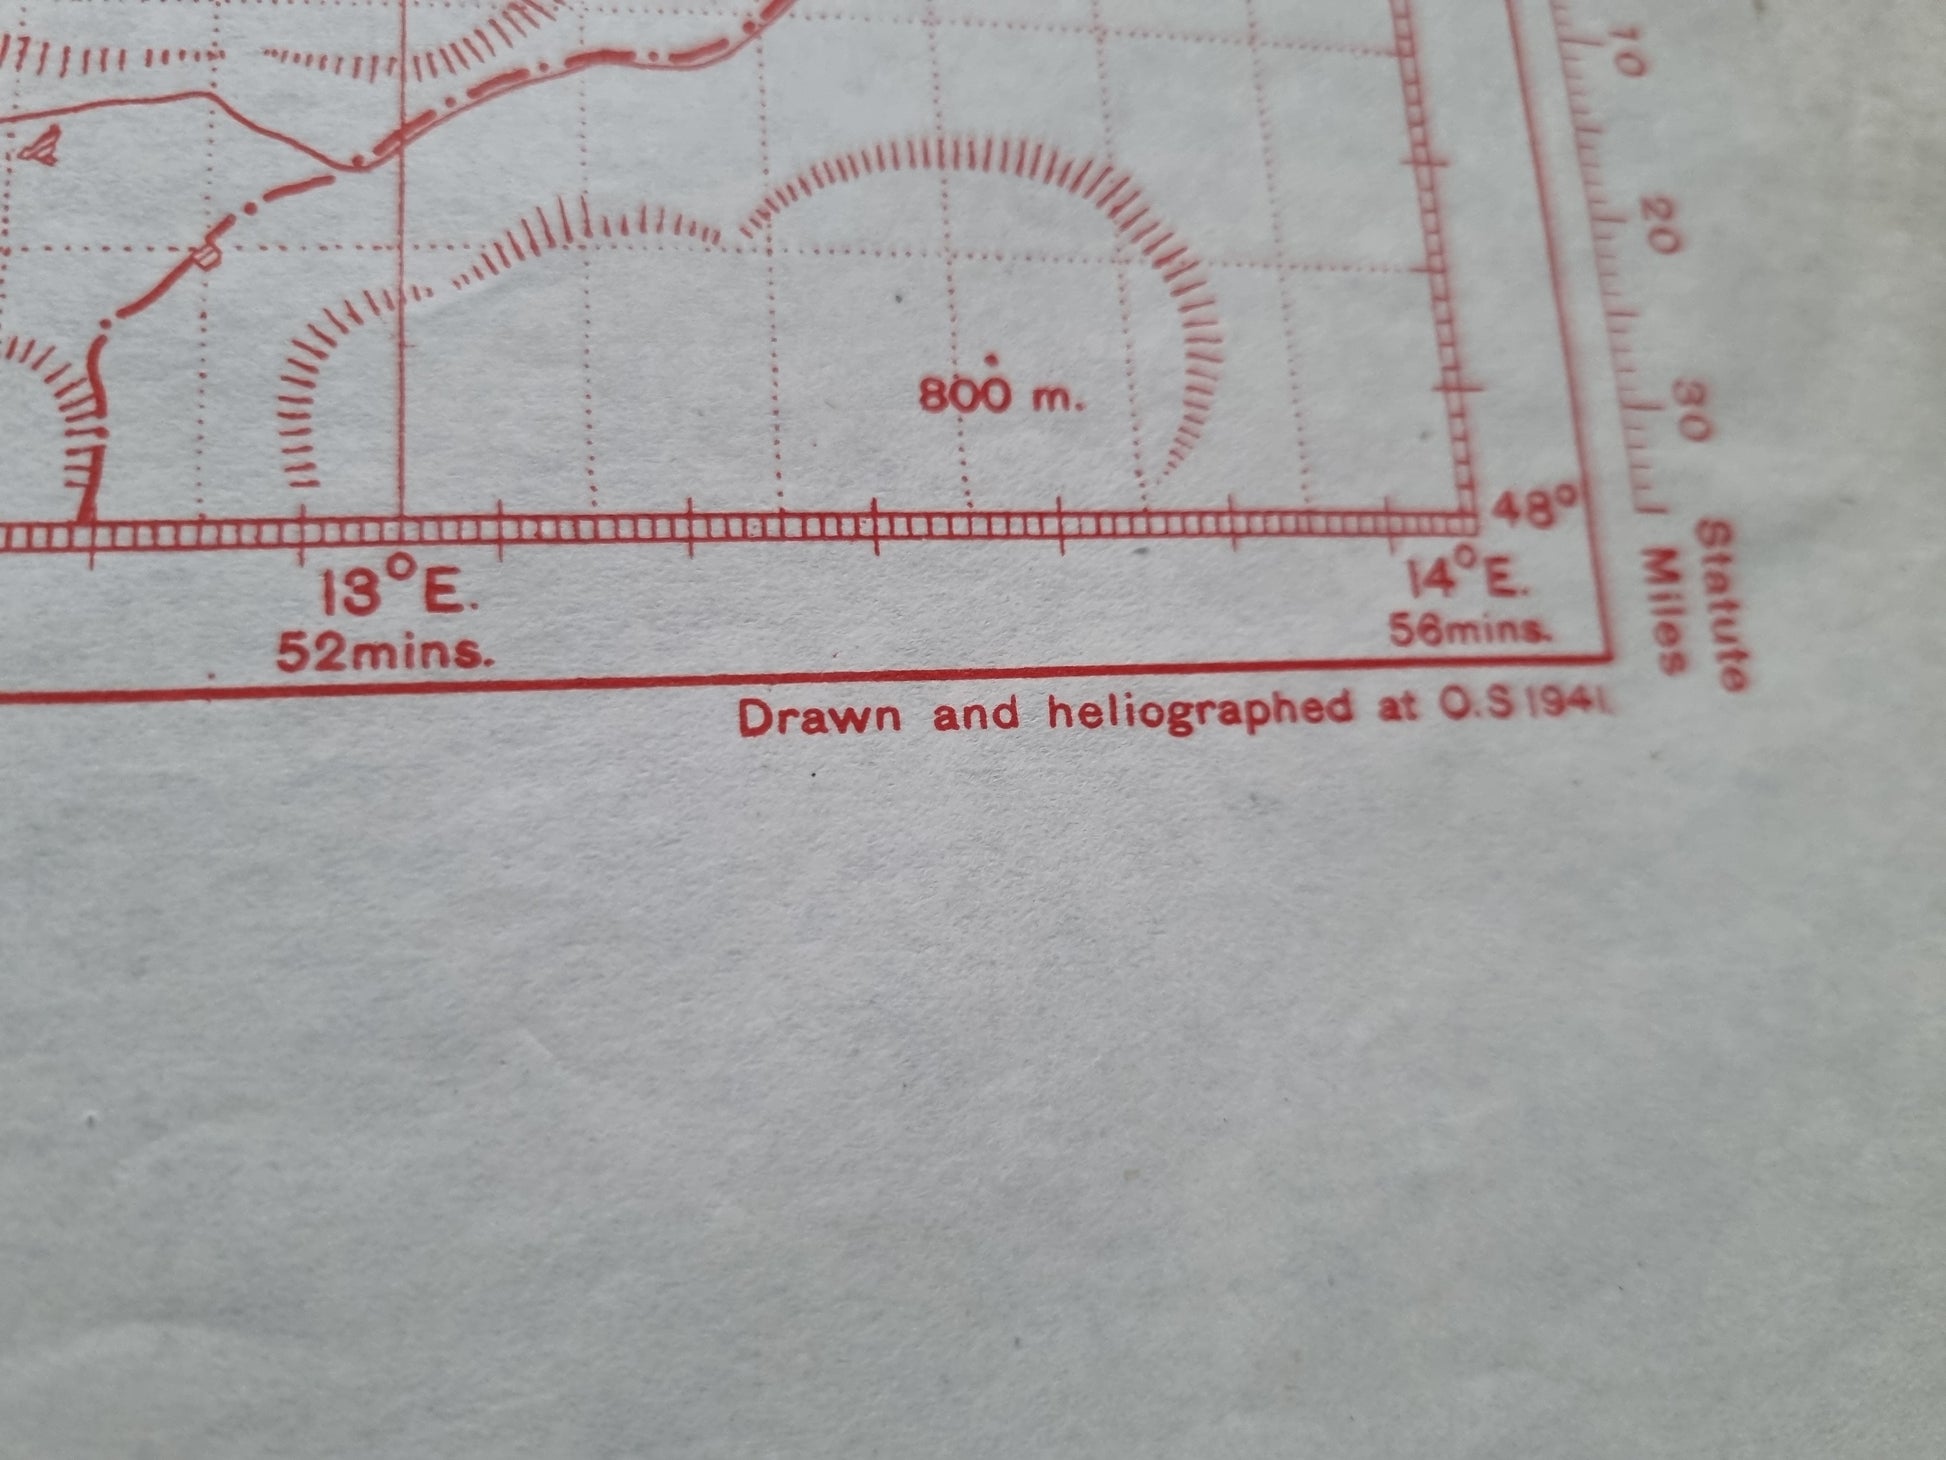 10
20
30
Statute
Miles
800 m.
48°
13°E.
52mins.
14°E.
56mins.
Drawn and heliographed at O.S 1941.